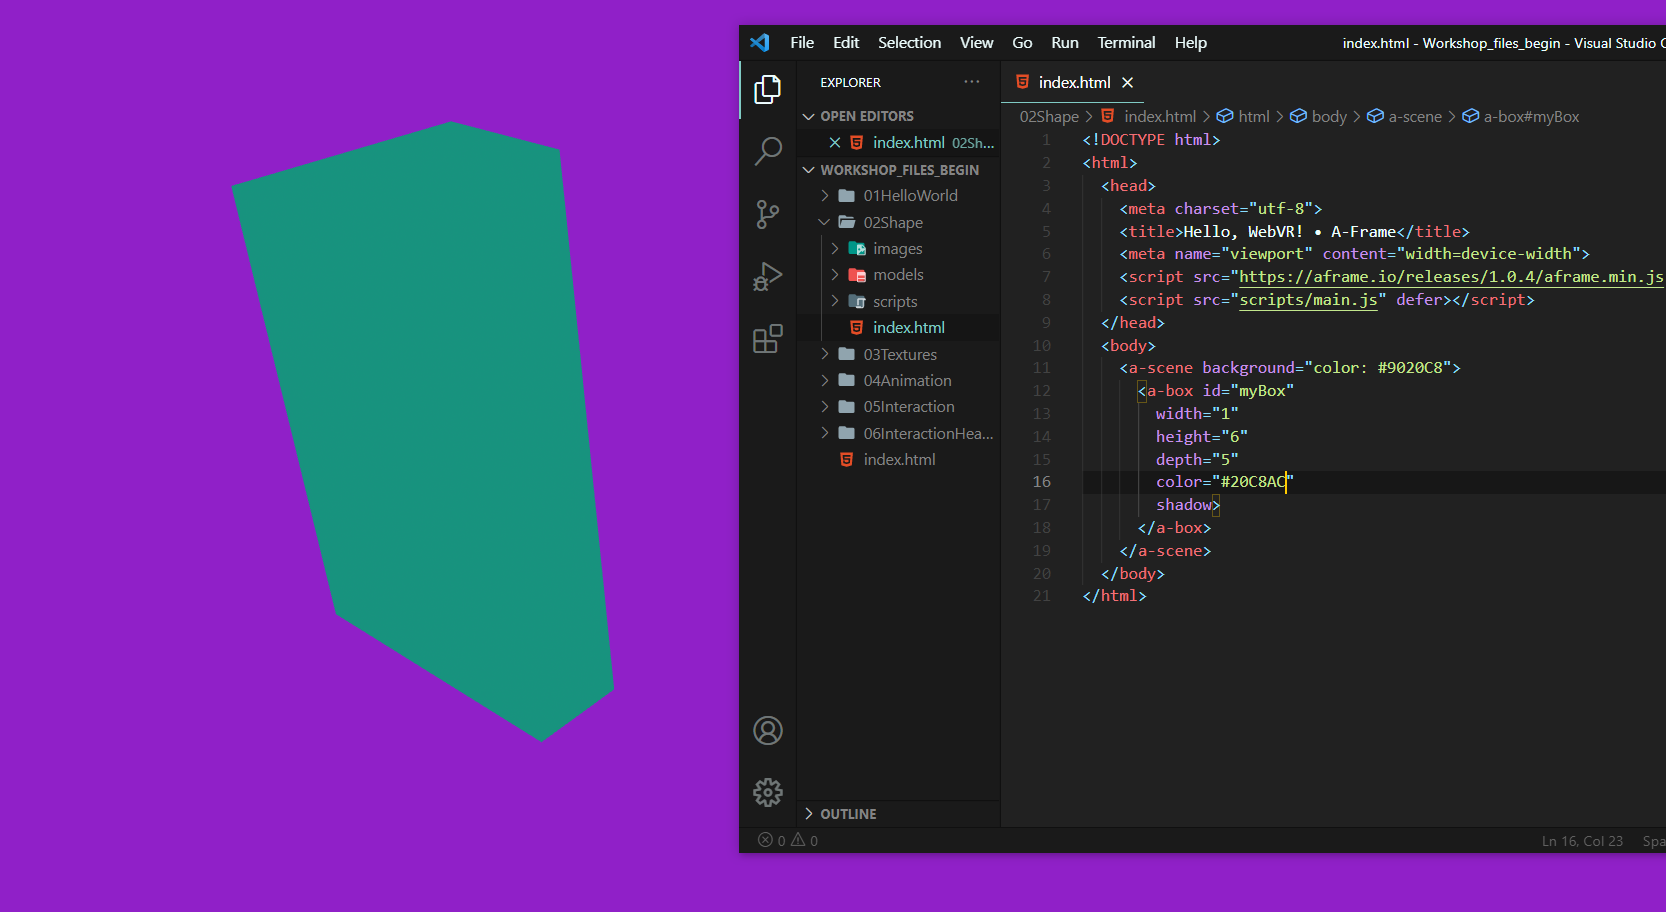 File Edit Selection View Go Run Terminal Help index.html - Workshop_files_begin - Visual Studio
EXPLORER
index.html
OPEN EDITORS
index.html 02Sh...
WORKSHOP_FILES_BEGIN
01HelloWorld
02Shape
images
models
scripts
index.html
03Textures
04Animation
05Interaction
06InteractionHea...
index.html
OUTLINE
02Shape > index.html > html > body > a-scene > a-box#myBox
1 <!DOCTYPE html>
2 <html>
3 <head>
4 <meta charset="utf-8">
5 <title>Hello, WebVR! • A-Frame</title>
6 <meta name="viewport" content="width=device-width">
7 <script src="https://aframe.io/releases/1.0.4/aframe.min.js
8 <script src="scripts/main.js" defer></script>
9 </head>
10 <body>
11 <a-scene background="color: #9020C8">
12 <a-box id="myBox"
13 width="1"
14 height="6"
15 depth="5"
16 color="#20C8AC"
17 shadow>
18 </a-box>
19 </a-scene>
20 </body>
21 </html>
0 0
Ln 16, Col 23